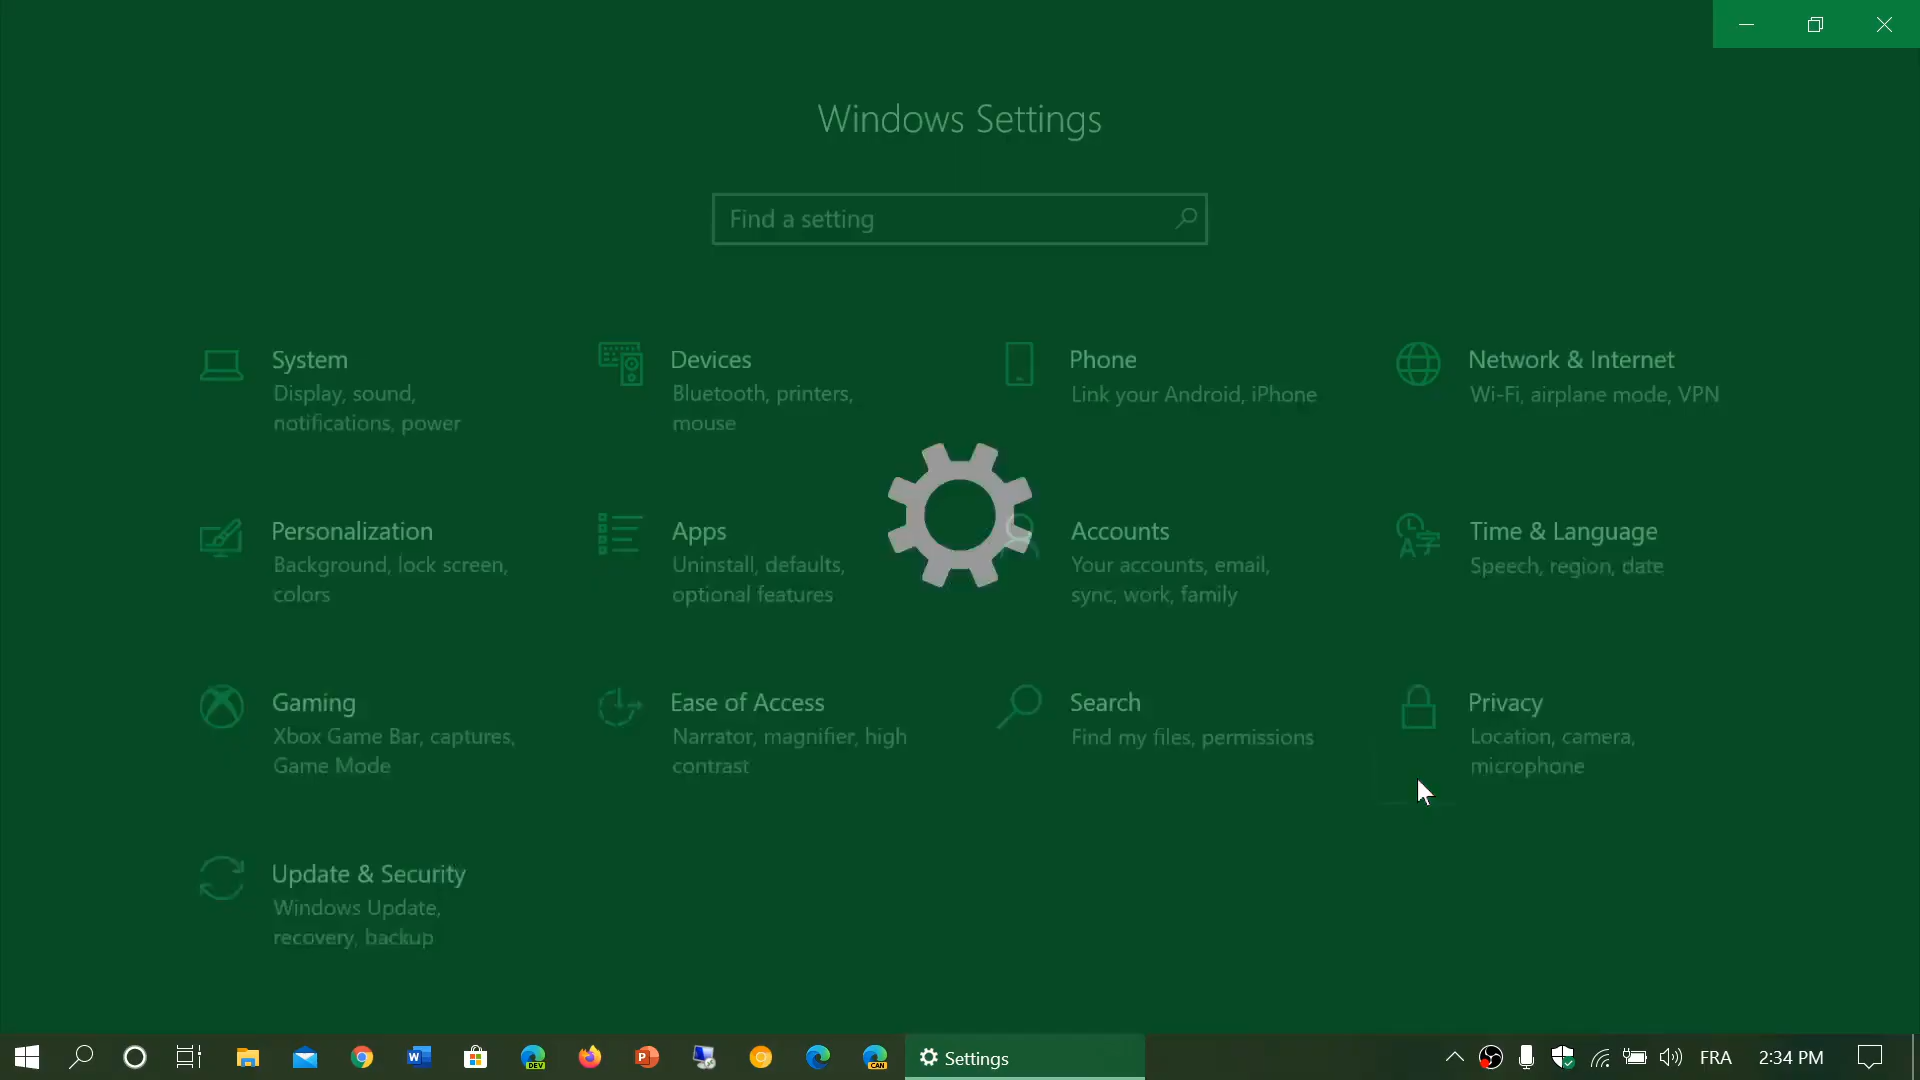 Windows Settings
Find a setting
System
Display, sound,
notifications, power
Devices
Bluetooth, printers,
mouse
Phone
Link your Android, iPhone
Network & Internet
Wi-Fi, airplane mode, VPN
Personalization
Background, lock screen,
colors
Apps
Uninstall, defaults,
optional features
Accounts
Your accounts, email,
sync, work, family
Time & Language
Speech, region, date
Gaming
Xbox Game Bar, captures,
Game Mode
Ease of Access
Narrator, magnifier, high
contrast
Search
Find my files, permissions
Privacy
Location, camera,
microphone
Update & Security
Windows Update,
recovery, backup
W DEV P CAN Settings FRA 2:34 PM